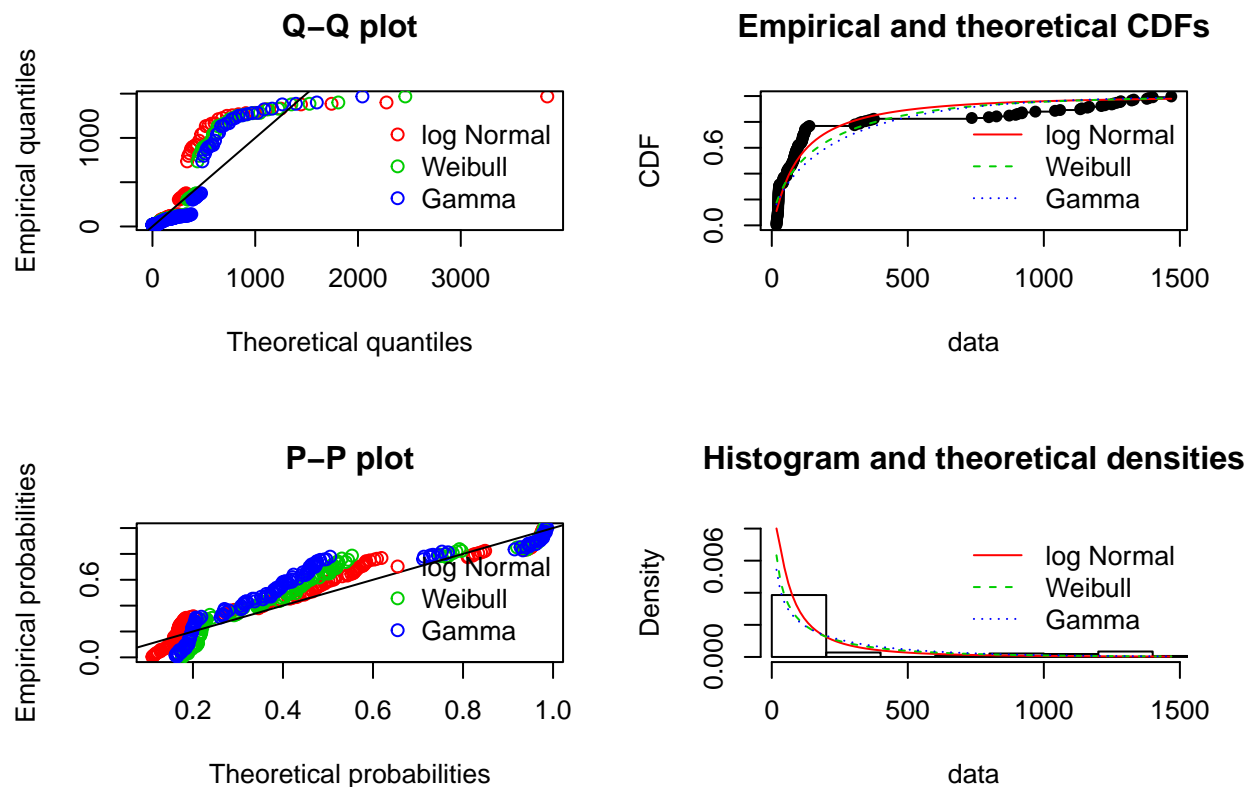 Q−Q plot
Empirical quantiles
0 1000
log Normal
Weibull
Gamma
0 1000 2000 3000
Theoretical quantiles
Empirical and theoretical CDFs
CDF
0.0 0.6
log Normal
Weibull
Gamma
0 500 1000 1500
data
P−P plot
Empirical probabilities
0.0 0.6
log Normal
Weibull
Gamma
0.2 0.4 0.6 0.8 1.0
Theoretical probabilities
Histogram and theoretical densities
Density
0.000 0.006
log Normal
Weibull
Gamma
0 500 1000 1500
data